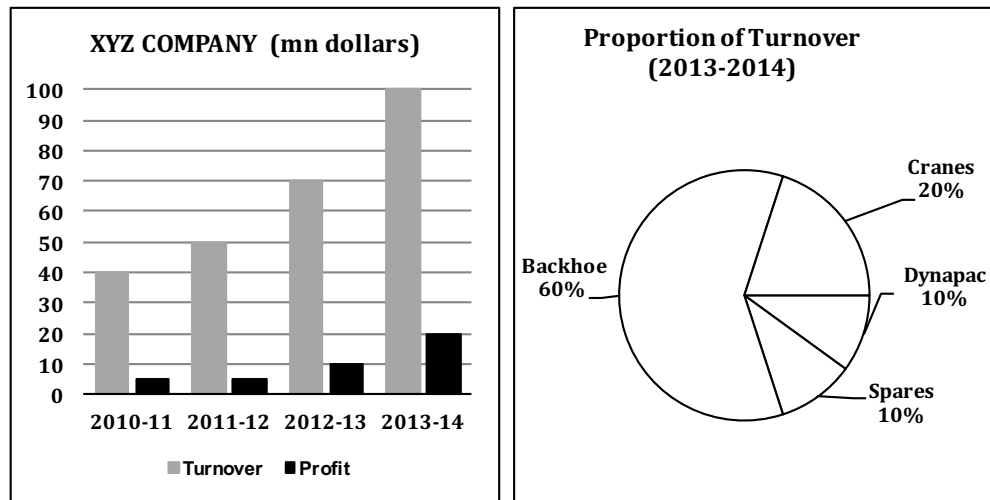 XYZ COMPANY (mn dollars)
100
90
80
70
60
50
40
30
20
10
0
2010-11 2011-12 2012-13 2013-14
Turnover Profit
Proportion of Turnover
(2013-2014)
Cranes
20%
Backhoe
60%
Dynapac
10%
Spares
10%